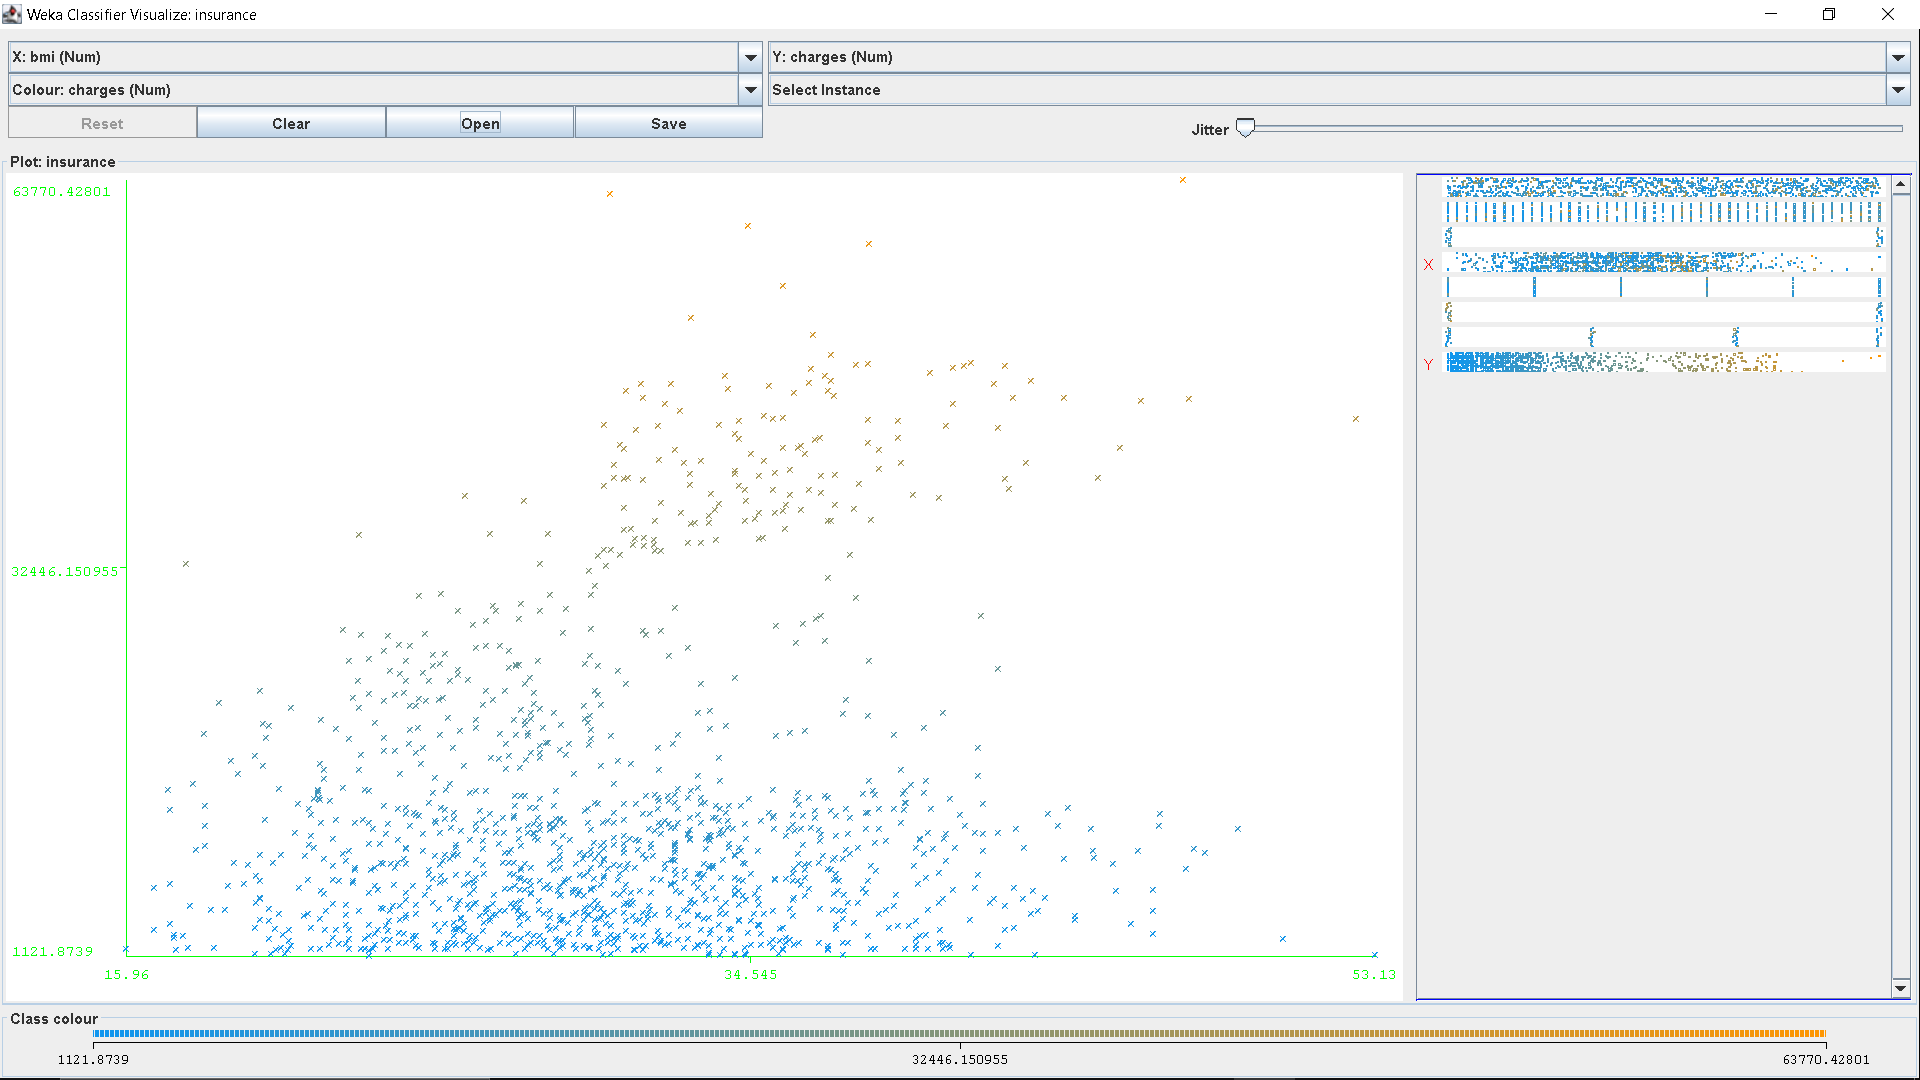 Weka Classifier Visualize: insurance
X: bmi (Num)
Y: charges (Num)
Colour: charges (Num)
Select Instance
Reset
Clear
Open
Save
Jitter
Plot: insurance
63770.42801
32446.150955
1121.8739
15.96
34.545
53.13
X
Y
Class colour
1121.8739
32446.150955
63770.42801